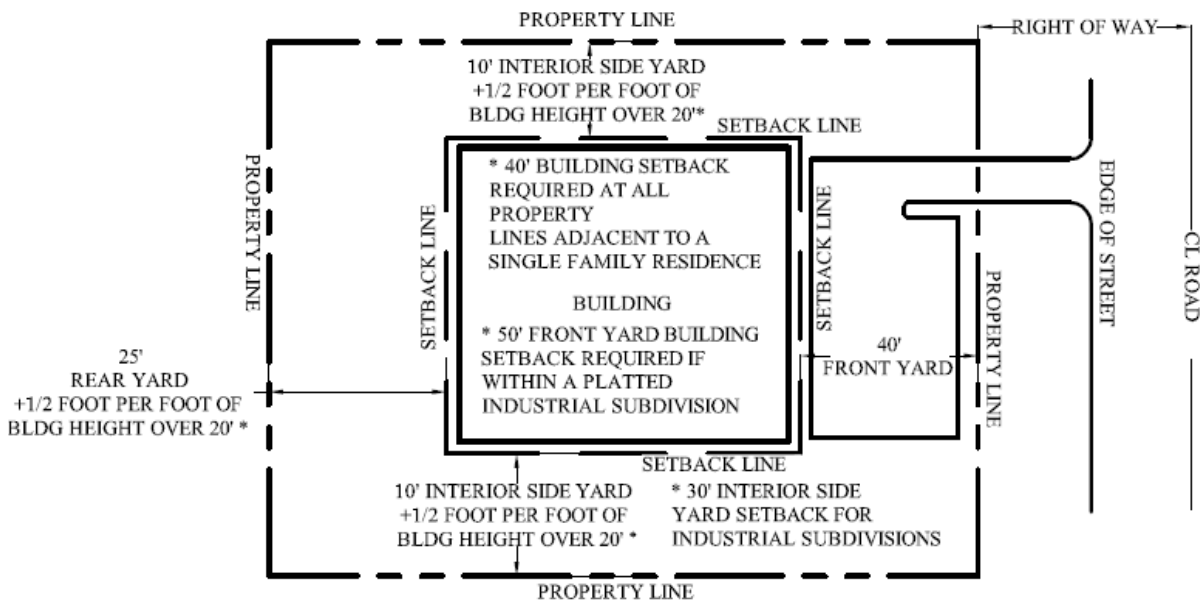 PROPERTY LINE
RIGHT OF WAY
10' INTERIOR SIDE YARD
+1/2 FOOT PER FOOT OF
BLDG HEIGHT OVER 20'*
SETBACK LINE
PROPERTY LINE
SETBACK LINE
* 40' BUILDING SETBACK
REQUIRED AT ALL
PROPERTY
LINES ADJACENT TO A
SINGLE FAMILY RESIDENCE
BUILDING
* 50' FRONT YARD BUILDING
SETBACK REQUIRED IF
WITHIN A PLATTED
INDUSTRIAL SUBDIVISION
SETBACK LINE
EDGE OF STREET
CL ROAD
PROPERTY LINE
40'
FRONT YARD
25'
REAR YARD
+1/2 FOOT PER FOOT OF
BLDG HEIGHT OVER 20' *
SETBACK LINE
10' INTERIOR SIDE YARD
+1/2 FOOT PER FOOT OF
BLDG HEIGHT OVER 20' *
* 30' INTERIOR SIDE
YARD SETBACK FOR
INDUSTRIAL SUBDIVISIONS
PROPERTY LINE